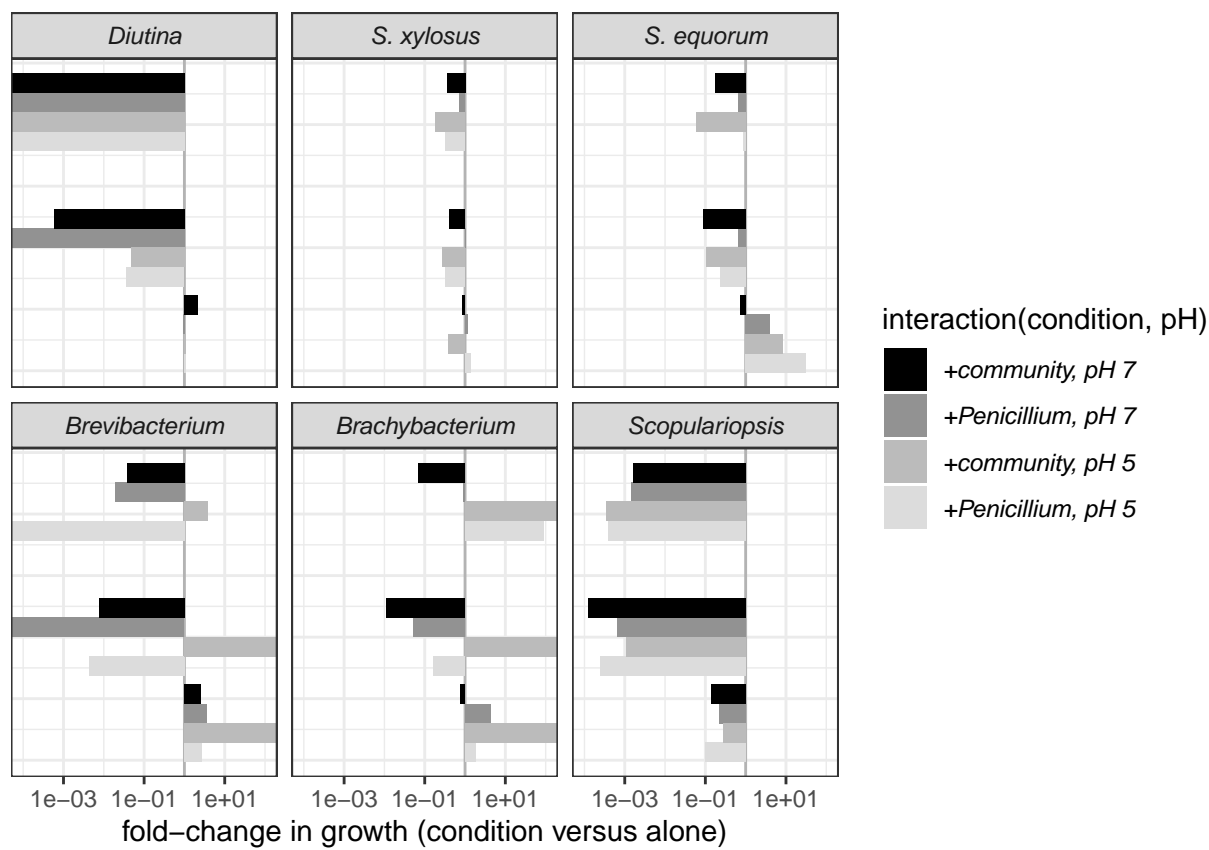 Diutina
S. xylosus
S. equorum
Brevibacterium
Brachybacterium
Scopulariopsis
1e−03 1e−01 1e+01
1e−03 1e−01 1e+01
1e−03 1e−01 1e+01
fold−change in growth (condition versus alone)
interaction(condition, pH)
+community, pH 7
+Penicillium, pH 7
+community, pH 5
+Penicillium, pH 5